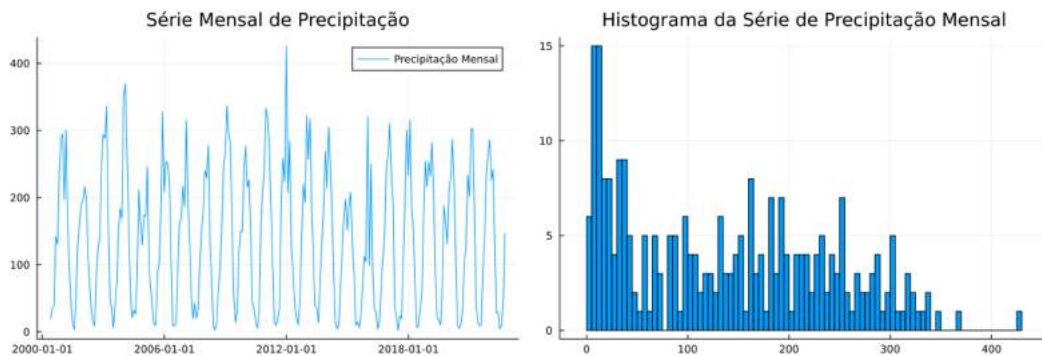 Série Mensal de Precipitação
Precipitação Mensal
400
300
200
100
0
2000-01-01 2006-01-01 2012-01-01 2018-01-01
Histograma da Série de Precipitação Mensal
15
10
5
0
0 100 200 300 400